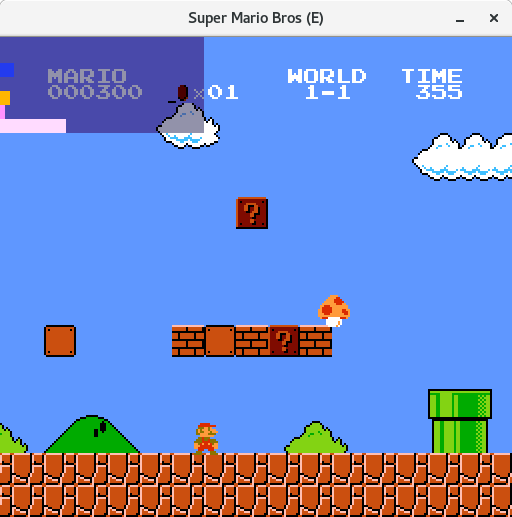 Super Mario Bros (E)
MARIO WORLD TIME
000300 ×01 1-1 355
?
?